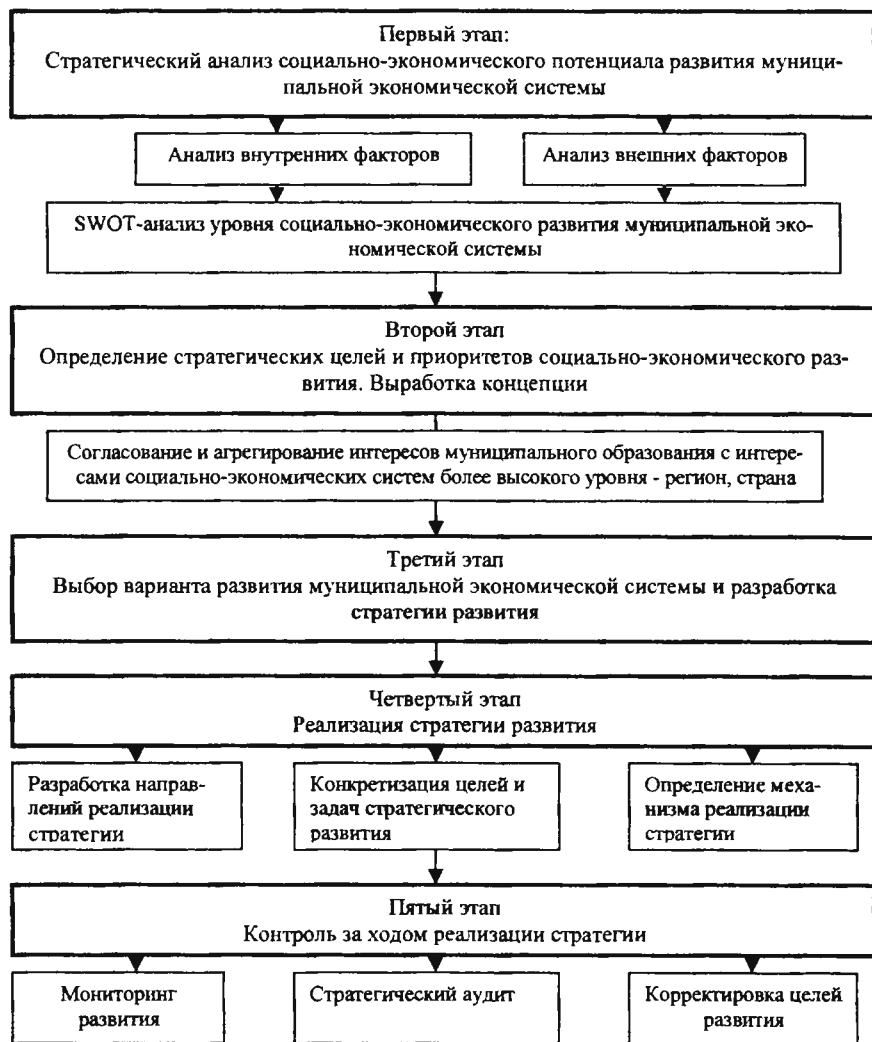 Первый этап:
Стратегический анализ социально-экономического потенциала развития муници-
пальной экономической системы
Анализ внутренних факторов
Анализ внешних факторов
SWOT-анализ уровня социально-экономического развития муниципальной эко-
номической системы
Второй этап
Определение стратегических целей и приоритетов социально-экономического раз-
вития. Выработка концепции
Согласование и агрегирование интересов муниципального образования с интере-
сами социально-экономических систем более высокого уровня - регион, страна
Третий этап
Выбор варианта развития муниципальной экономической системы и разработка
стратегии развития
Четвертый этап
Реализация стратегии развития
Разработка направ-
лений реализации
стратегии
Конкретизация целей и
задач стратегического
развития
Определение меха-
низма реализации
стратегии
Пятый этап
Контроль за ходом реализации стратегии
Мониторинг
развития
Стратегический аудит
Корректировка целей
развития